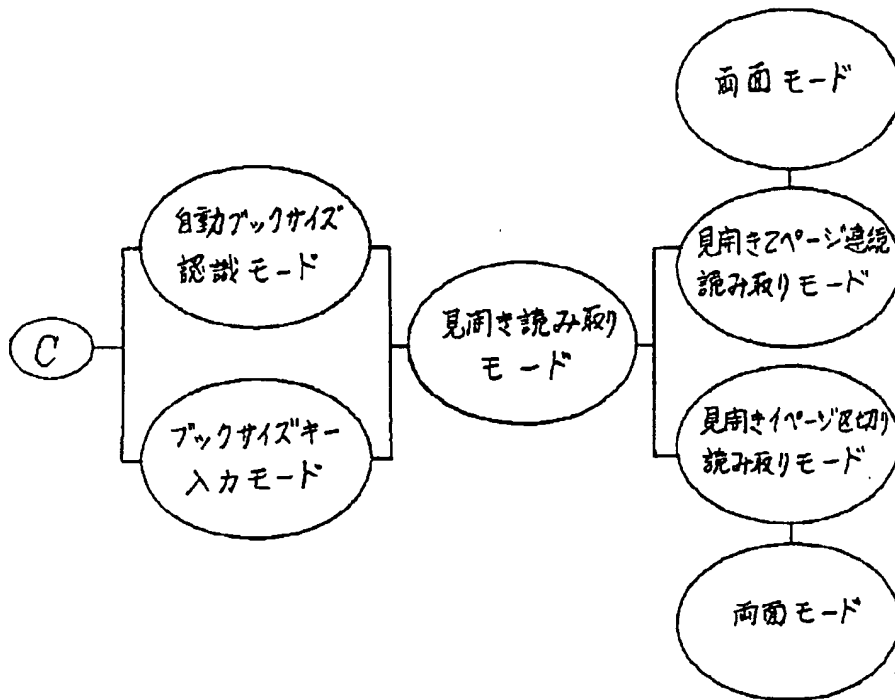 両面モード
自動ブックサイズ
認識モード
見開き2ページ連続
読み取りモード
C
見開き読み取り
モード
ブックサイズキー
入力モード
見開き1ページ区切り
読み取りモード
両面モード